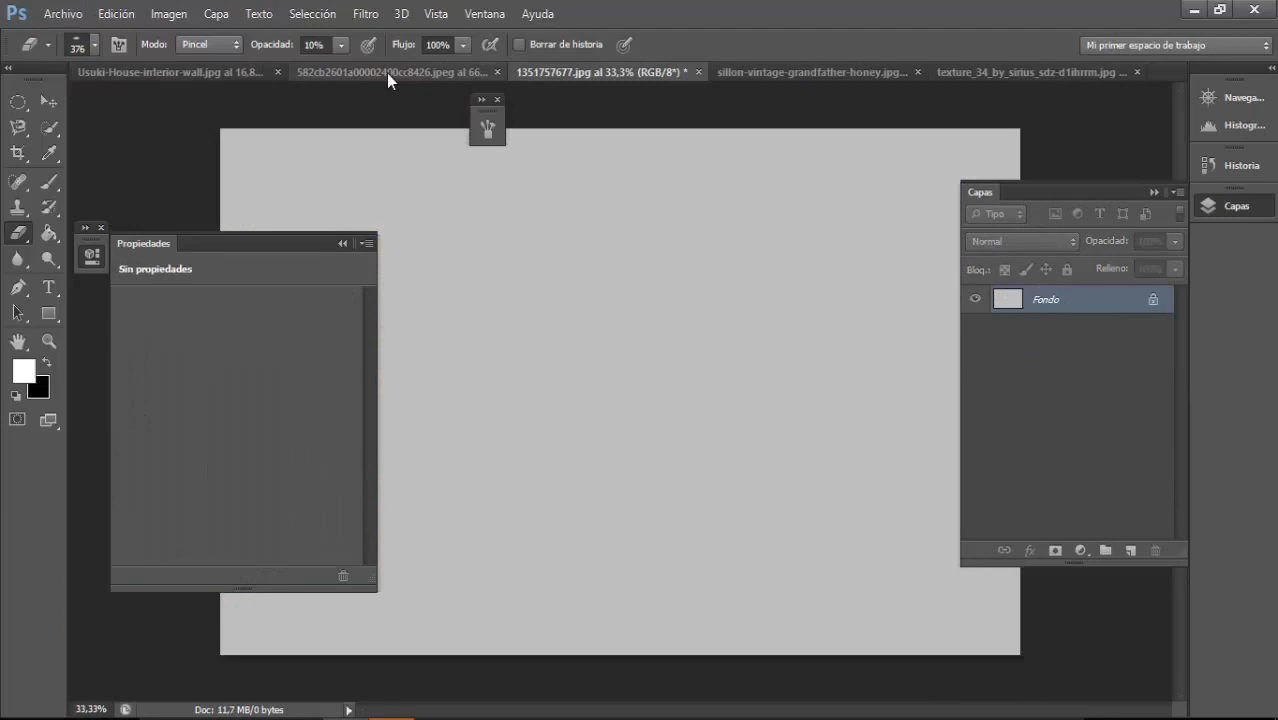 Ps Archivo Edición Imagen Capa Texto Selección Filtro 3D Vista Ventana Ayuda
376 Modo: Pincel Opacidad: 10% Flujo: 100% Borrar de historia Mi primer espacio de trabajo
Usuki-House-interior-wall.jpg al 16,8... × 582cb2601a00002400cc8426.jpeg al 66... × 1351757677.jpg al 33,3% (RGB/8*) * × sillon-vintage-grandfather-honey.jpg... × texture_34_by_sirius_sdz-d1ihrrm.jpg ... ×
Navega...
Histogr...
Historia
Capas
Capas
Tipo
Normal Opacidad: 100%
Bloq.: Relleno: 100%
Fondo
Propiedades
Sin propiedades
T
33,33% Doc: 11,7 MB/0 bytes